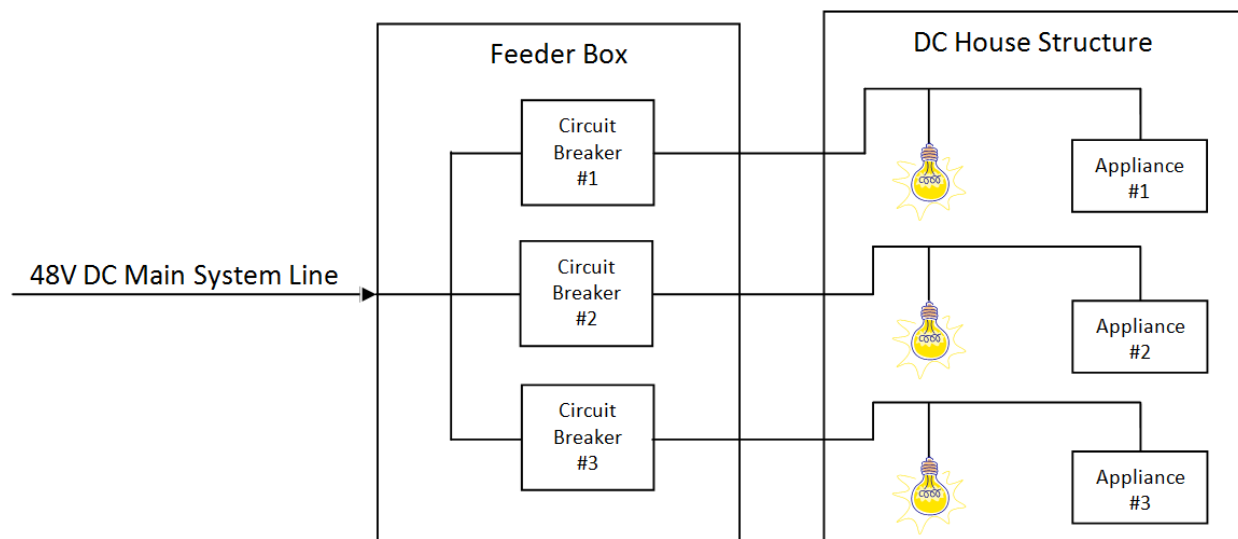 Feeder Box
DC House Structure
Circuit
Breaker
#1
Appliance
#1
48V DC Main System Line
Circuit
Breaker
#2
Appliance
#2
Circuit
Breaker
#3
Appliance
#3